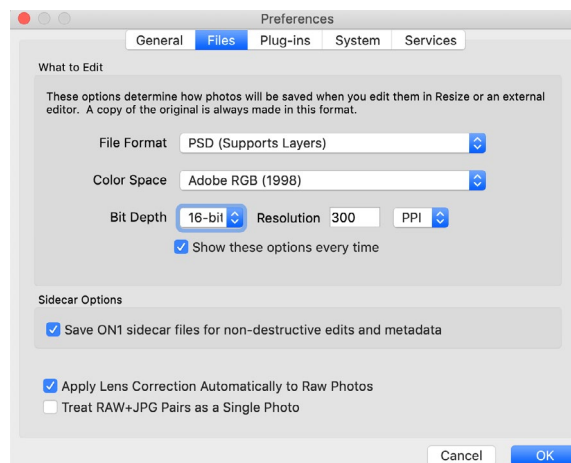 Preferences
General Files Plug-ins System Services
What to Edit
These options determine how photos will be saved when you edit them in Resize or an external
editor. A copy of the original is always made in this format.
File Format PSD (Supports Layers)
Color Space Adobe RGB (1998)
Bit Depth 16-bit Resolution 300 PPI
Show these options every time
Sidecar Options
Save ON1 sidecar files for non-destructive edits and metadata
Apply Lens Correction Automatically to Raw Photos
Treat RAW+JPG Pairs as a Single Photo
Cancel OK